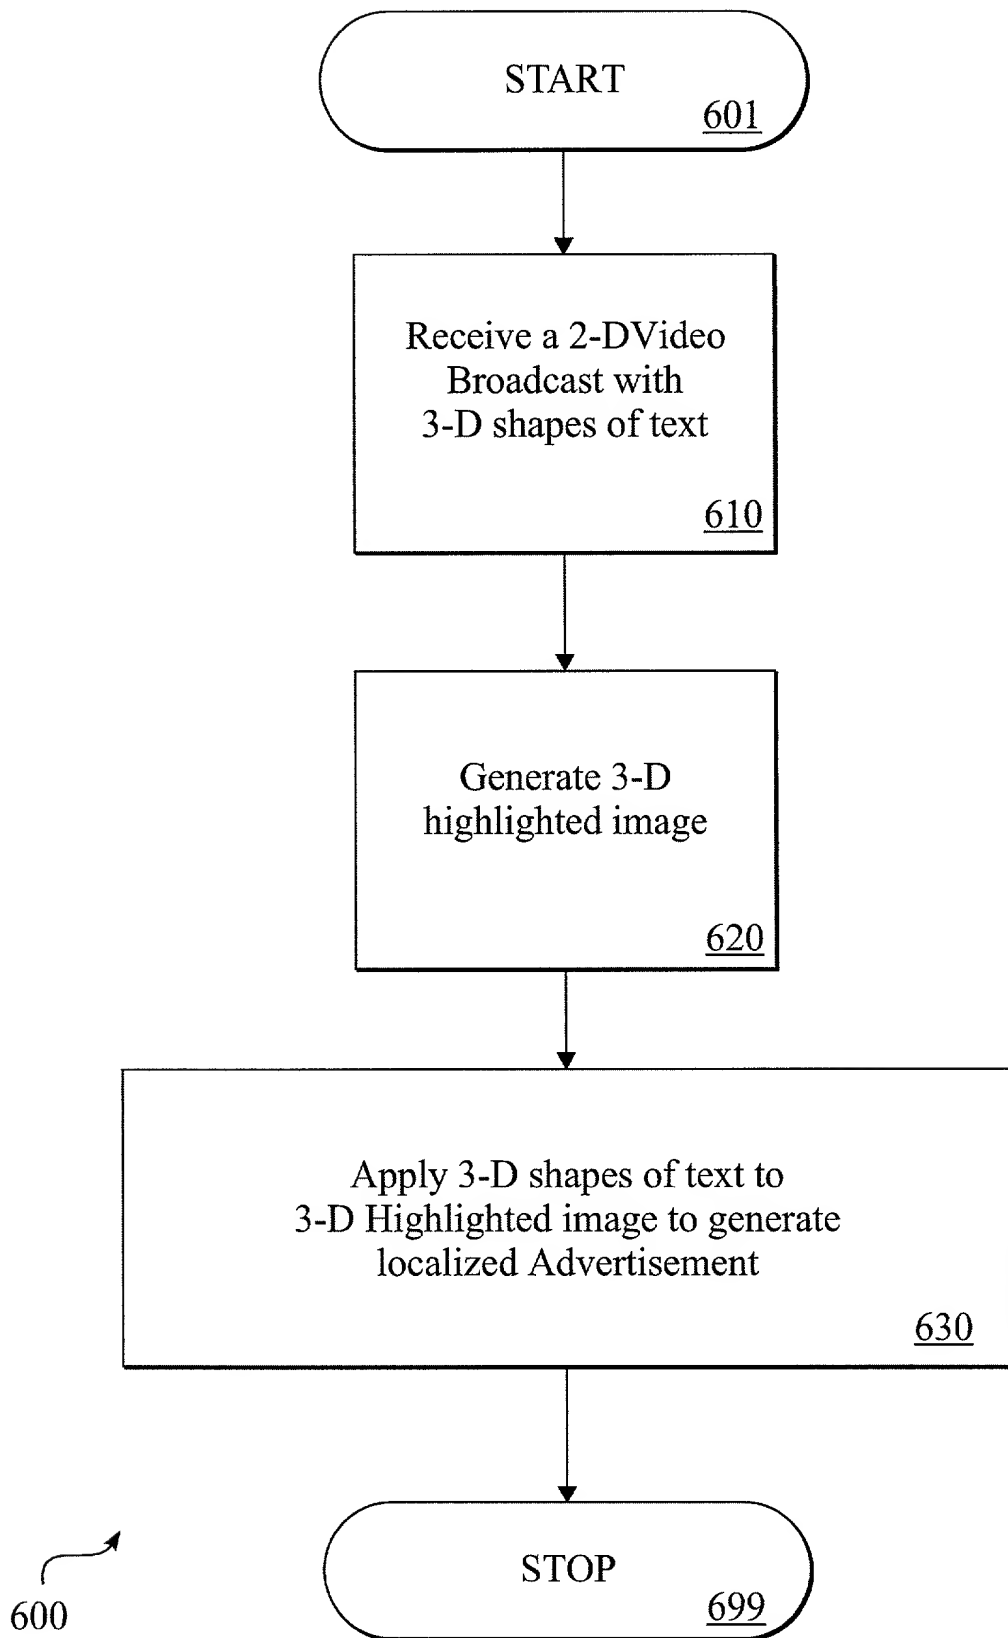 START
601
Receive a 2-DVideo
Broadcast with
3-D shapes of text
610
Generate 3-D
highlighted image
620
Apply 3-D shapes of text to
3-D Highlighted image to generate
localized Advertisement
630
STOP
699
600